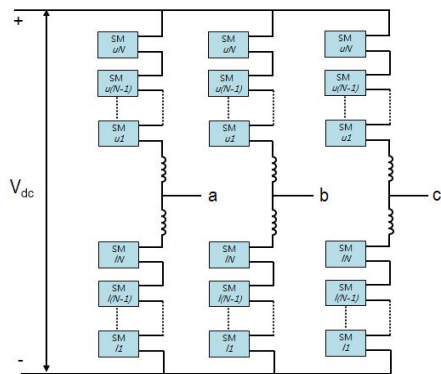 +
SM SM SM
uN uN uN
SM SM SM
u(N-1) u(N-1) u(N-1)
SM SM SM
u1 u1 u1
Vdc a b c
SM SM SM
lN lN lN
SM SM SM
l(N-1) l(N-1) l(N-1)
SM SM SM
l1 l1 l1
-